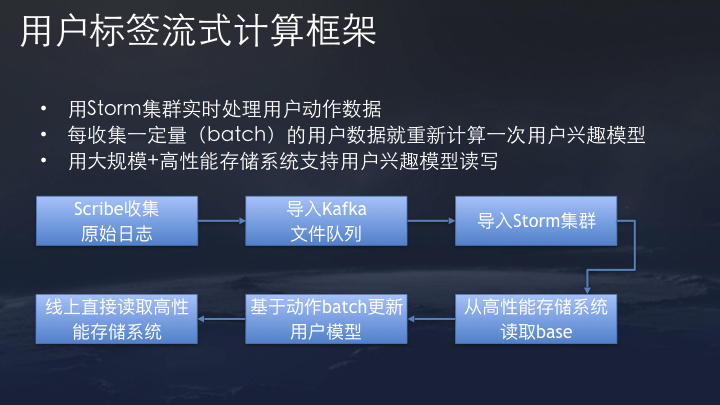 用户标签流式计算框架
• 用Storm集群实时处理用户动作数据
• 每收集一定量（batch）的用户数据就重新计算一次用户兴趣模型
• 用大规模+高性能存储系统支持用户兴趣模型读写
Scribe收集
原始日志
导入Kafka
文件队列
导入Storm集群
从高性能存储系统
读取base
基于动作batch更新
用户模型
线上直接读取高性
能存储系统